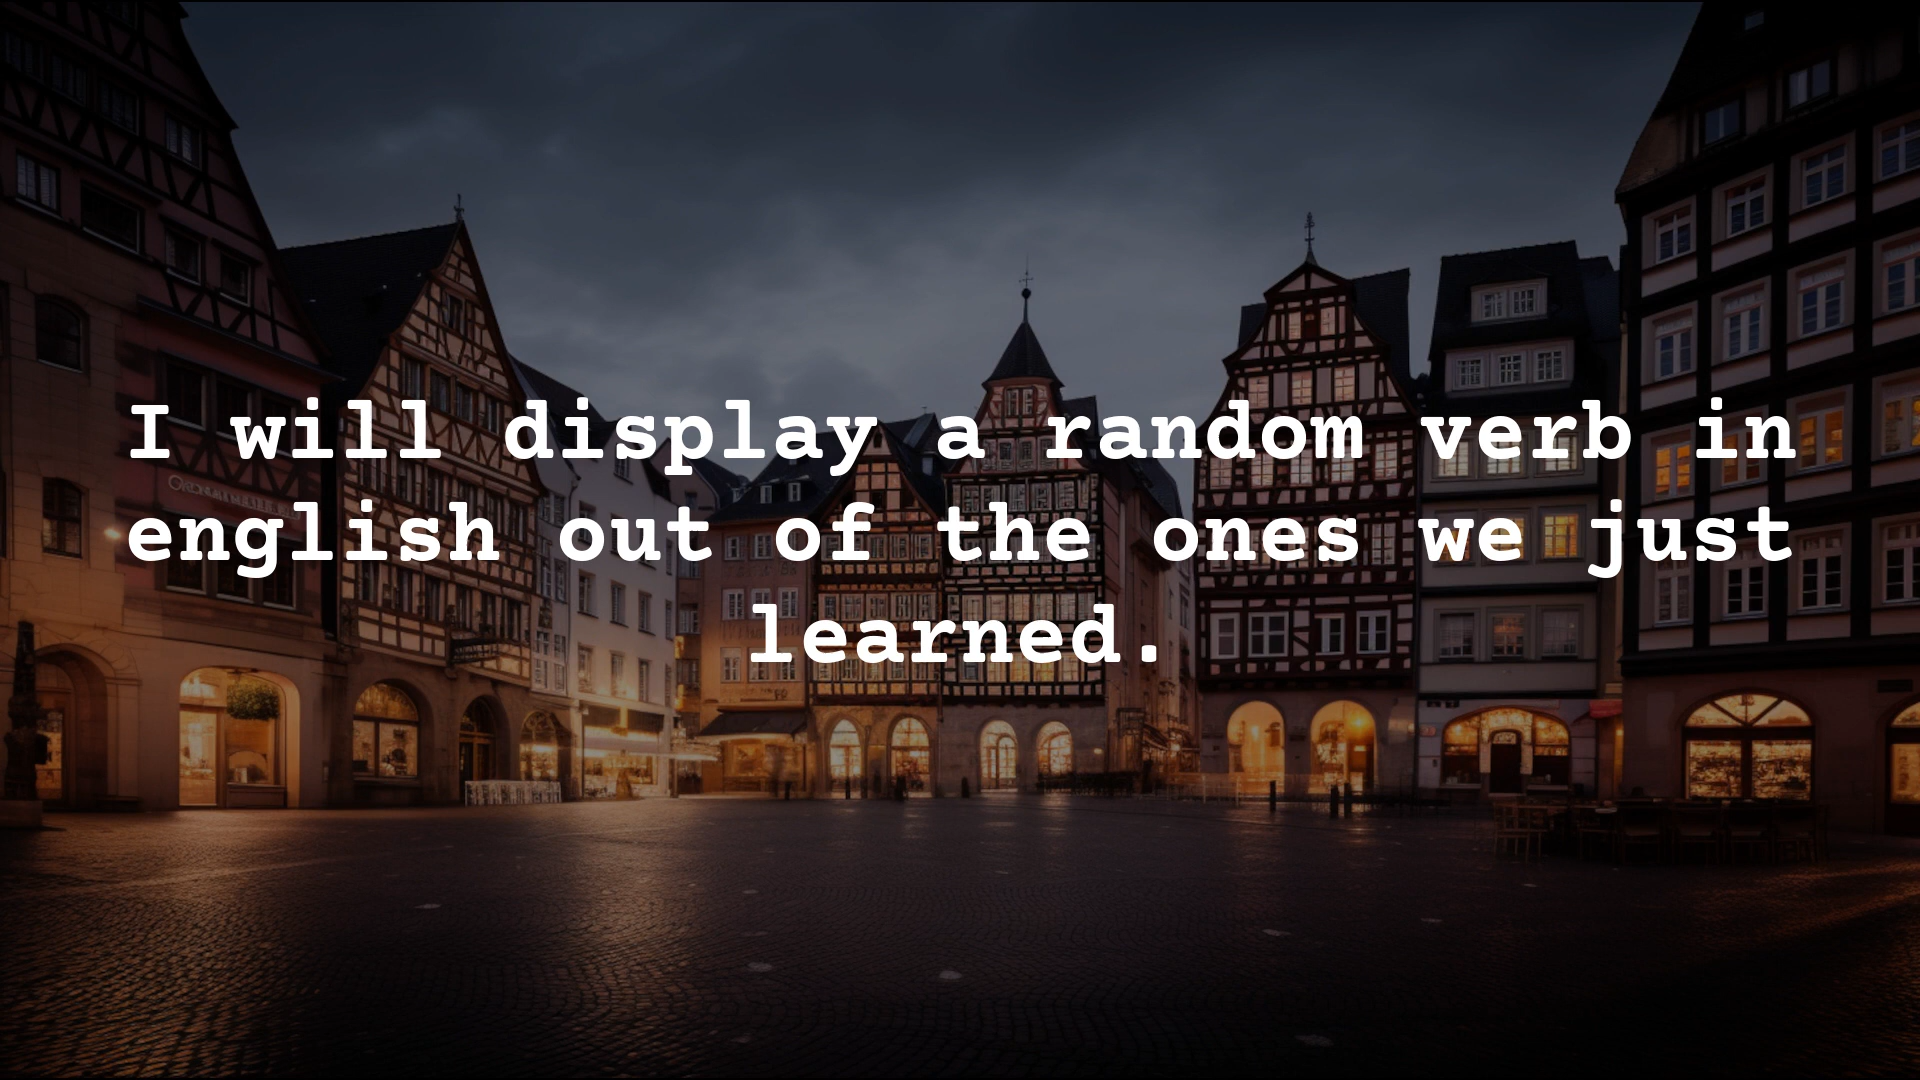 I will display a random verb in
english out of the ones we just
learned.